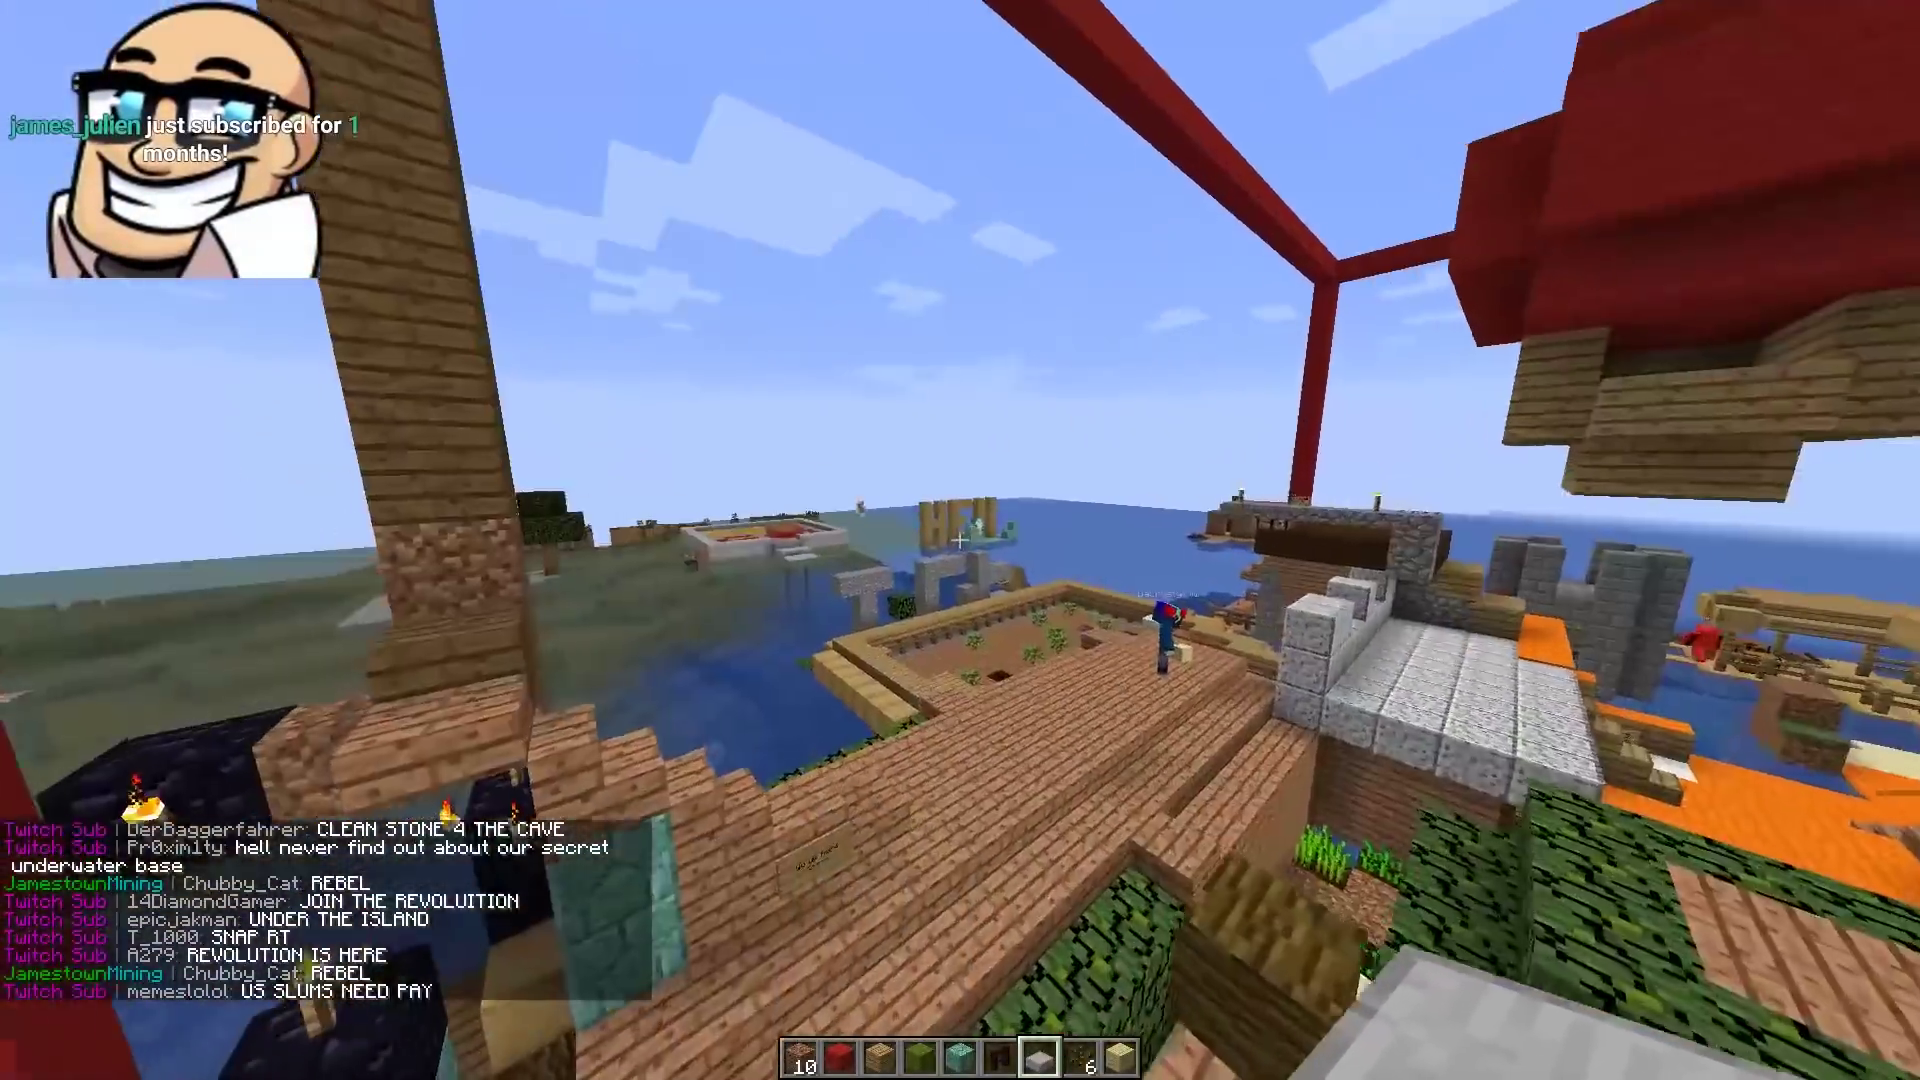 james_julien just subscribed for 1
months!
Twitch Sub | DerBaggerfahrer: CLEAN STONE 4 THE CAVE
Twitch Sub | Pr0xim1ty: hell never find out about our secret
underwater base
JamestownMining | Chubby_Cat: REBEL
Twitch Sub | 14DiamondGamer: JOIN THE REVOLUITION
Twitch Sub | epicjakman: UNDER THE ISLAND
Twitch Sub | T_1000: SNAP RT
Twitch Sub | A279: REVOLUTION IS HERE
JamestownMining | Chubby_Cat: REBEL
Twitch Sub | memeslolol: US SLUMS NEED PAY
10
6